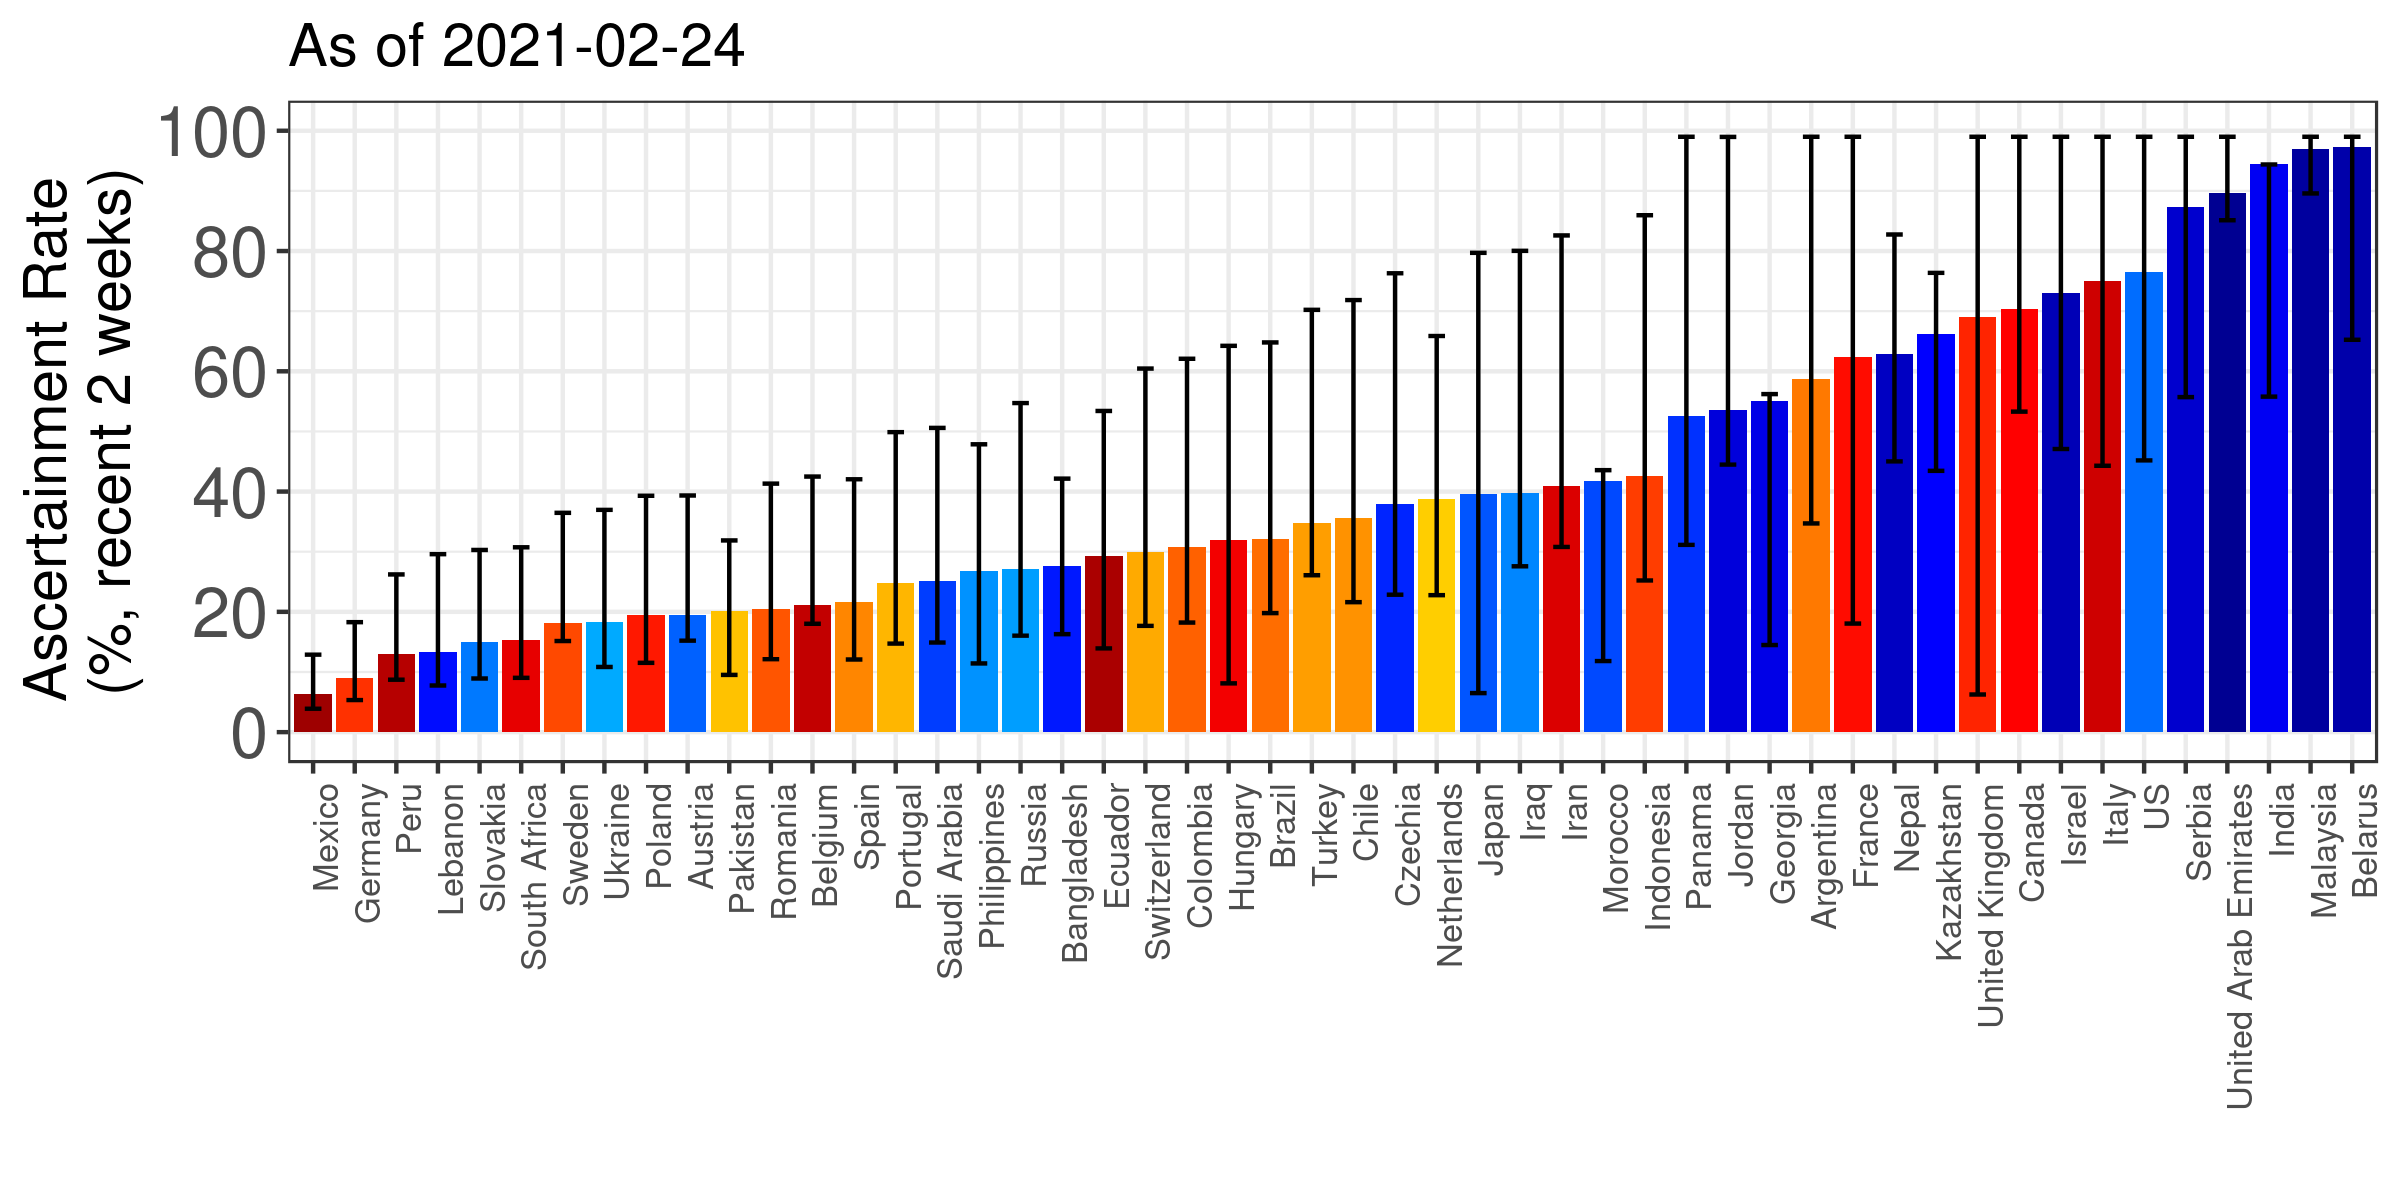 As of 2021-02-24
Ascertainment Rate
(%, recent 2 weeks)
100
80
60
40
20
0
Mexico
Germany
Peru
Lebanon
Slovakia
South Africa
Sweden
Ukraine
Poland
Austria
Pakistan
Romania
Belgium
Spain
Portugal
Saudi Arabia
Philippines
Russia
Bangladesh
Ecuador
Switzerland
Colombia
Hungary
Brazil
Turkey
Chile
Czechia
Netherlands
Japan
Iraq
Iran
Morocco
Indonesia
Panama
Jordan
Georgia
Argentina
France
Nepal
Kazakhstan
United Kingdom
Canada
Israel
Italy
US
Serbia
United Arab Emirates
India
Malaysia
Belarus